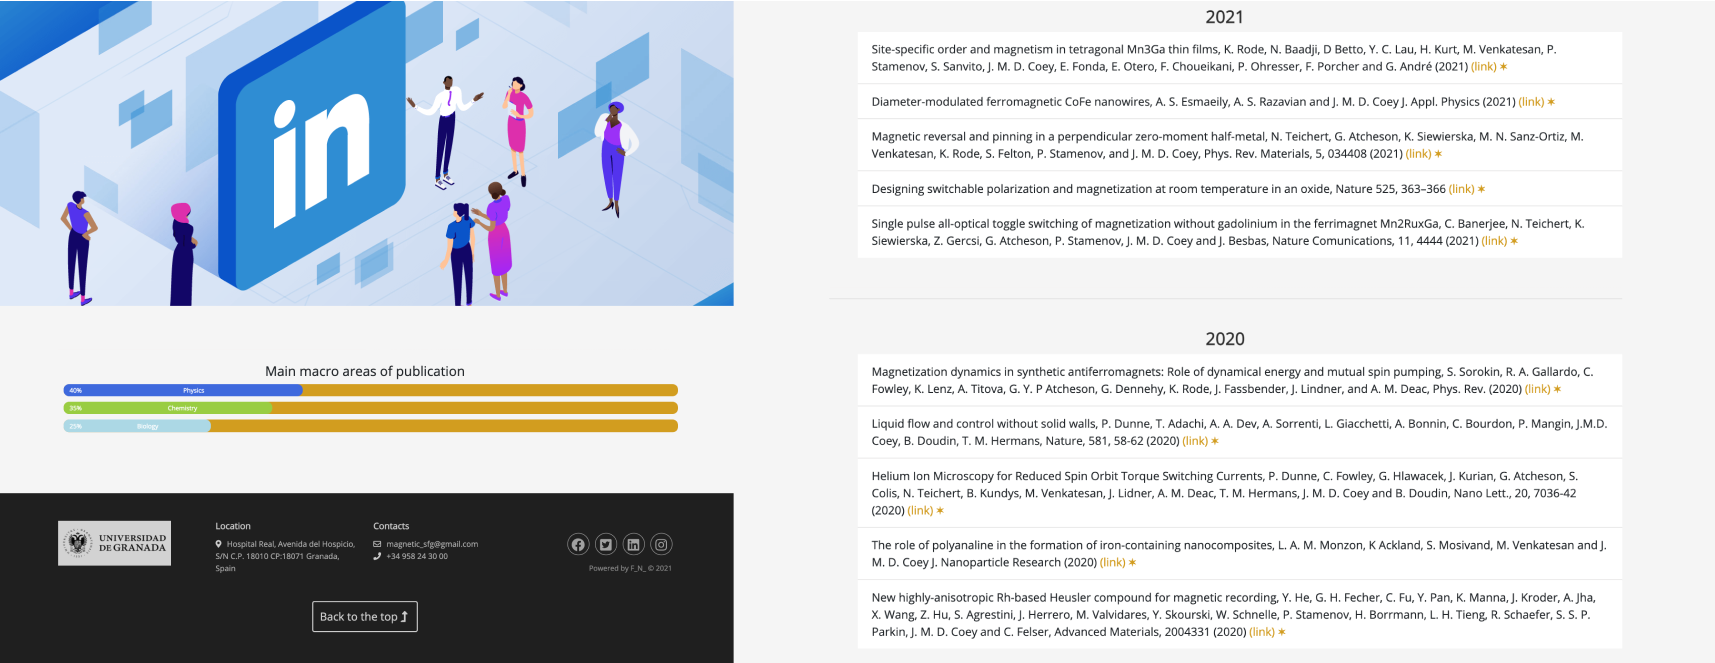 in
Main macro areas of publication
40% Physics
35% Chemistry
25% Biology
UNIVERSIDAD
DE GRANADA
Location
Hospital Real, Avenida del Hospicio,
S/N C.P. 18010 CP:18071 Granada,
Spain
Contacts
magnetic_sfg@gmail.com
+34 958 24 30 00
Powered by F_N_ © 2021
Back to the top
2021
Site-specific order and magnetism in tetragonal Mn3Ga thin films, K. Rode, N. Baadji, D Betto, Y. C. Lau, H. Kurt, M. Venkatesan, P.
Stamenov, S. Sanvito, J. M. D. Coey, E. Fonda, E. Otero, F. Choueikani, P. Ohresser, F. Porcher and G. André (2021) (link) ✶
Diameter-modulated ferromagnetic CoFe nanowires, A. S. Esmaeily, A. S. Razavian and J. M. D. Coey J. Appl. Physics (2021) (link) ✶
Magnetic reversal and pinning in a perpendicular zero-moment half-metal, N. Teichert, G. Atcheson, K. Siewierska, M. N. Sanz-Ortiz, M.
Venkatesan, K. Rode, S. Felton, P. Stamenov, and J. M. D. Coey, Phys. Rev. Materials, 5, 034408 (2021) (link) ✶
Designing switchable polarization and magnetization at room temperature in an oxide, Nature 525, 363–366 (link) ✶
Single pulse all-optical toggle switching of magnetization without gadolinium in the ferrimagnet Mn2RuxGa, C. Banerjee, N. Teichert, K.
Siewierska, Z. Gercsi, G. Atcheson, P. Stamenov, J. M. D. Coey and J. Besbas, Nature Comunications, 11, 4444 (2021) (link) ✶
2020
Magnetization dynamics in synthetic antiferromagnets: Role of dynamical energy and mutual spin pumping, S. Sorokin, R. A. Gallardo, C.
Fowley, K. Lenz, A. Titova, G. Y. P Atcheson, G. Dennehy, K. Rode, J. Fassbender, J. Lindner, and A. M. Deac, Phys. Rev. (2020) (link) ✶
Liquid flow and control without solid walls, P. Dunne, T. Adachi, A. A. Dev, A. Sorrenti, L. Giacchetti, A. Bonnin, C. Bourdon, P. Mangin, J.M.D.
Coey, B. Doudin, T. M. Hermans, Nature, 581, 58-62 (2020) (link) ✶
Helium Ion Microscopy for Reduced Spin Orbit Torque Switching Currents, P. Dunne, C. Fowley, G. Hlawacek, J. Kurian, G. Atcheson, S.
Colis, N. Teichert, B. Kundys, M. Venkatesan, J. Lidner, A. M. Deac, T. M. Hermans, J. M. D. Coey and B. Doudin, Nano Lett., 20, 7036-42
(2020) (link) ✶
The role of polyanaline in the formation of iron-containing nanocomposites, L. A. M. Monzon, K Ackland, S. Mosivand, M. Venkatesan and J.
M. D. Coey J. Nanoparticle Research (2020) (link) ✶
New highly-anisotropic Rh-based Heusler compound for magnetic recording, Y. He, G. H. Fecher, C. Fu, Y. Pan, K. Manna, J. Kroder, A. Jha,
X. Wang, Z. Hu, S. Agrestini, J. Herrero, M. Valvidares, Y. Skourski, W. Schnelle, P. Stamenov, H. Borrmann, L. H. Tieng, R. Schaefer, S. S. P.
Parkin, J. M. D. Coey and C. Felser, Advanced Materials, 2004331 (2020) (link) ✶